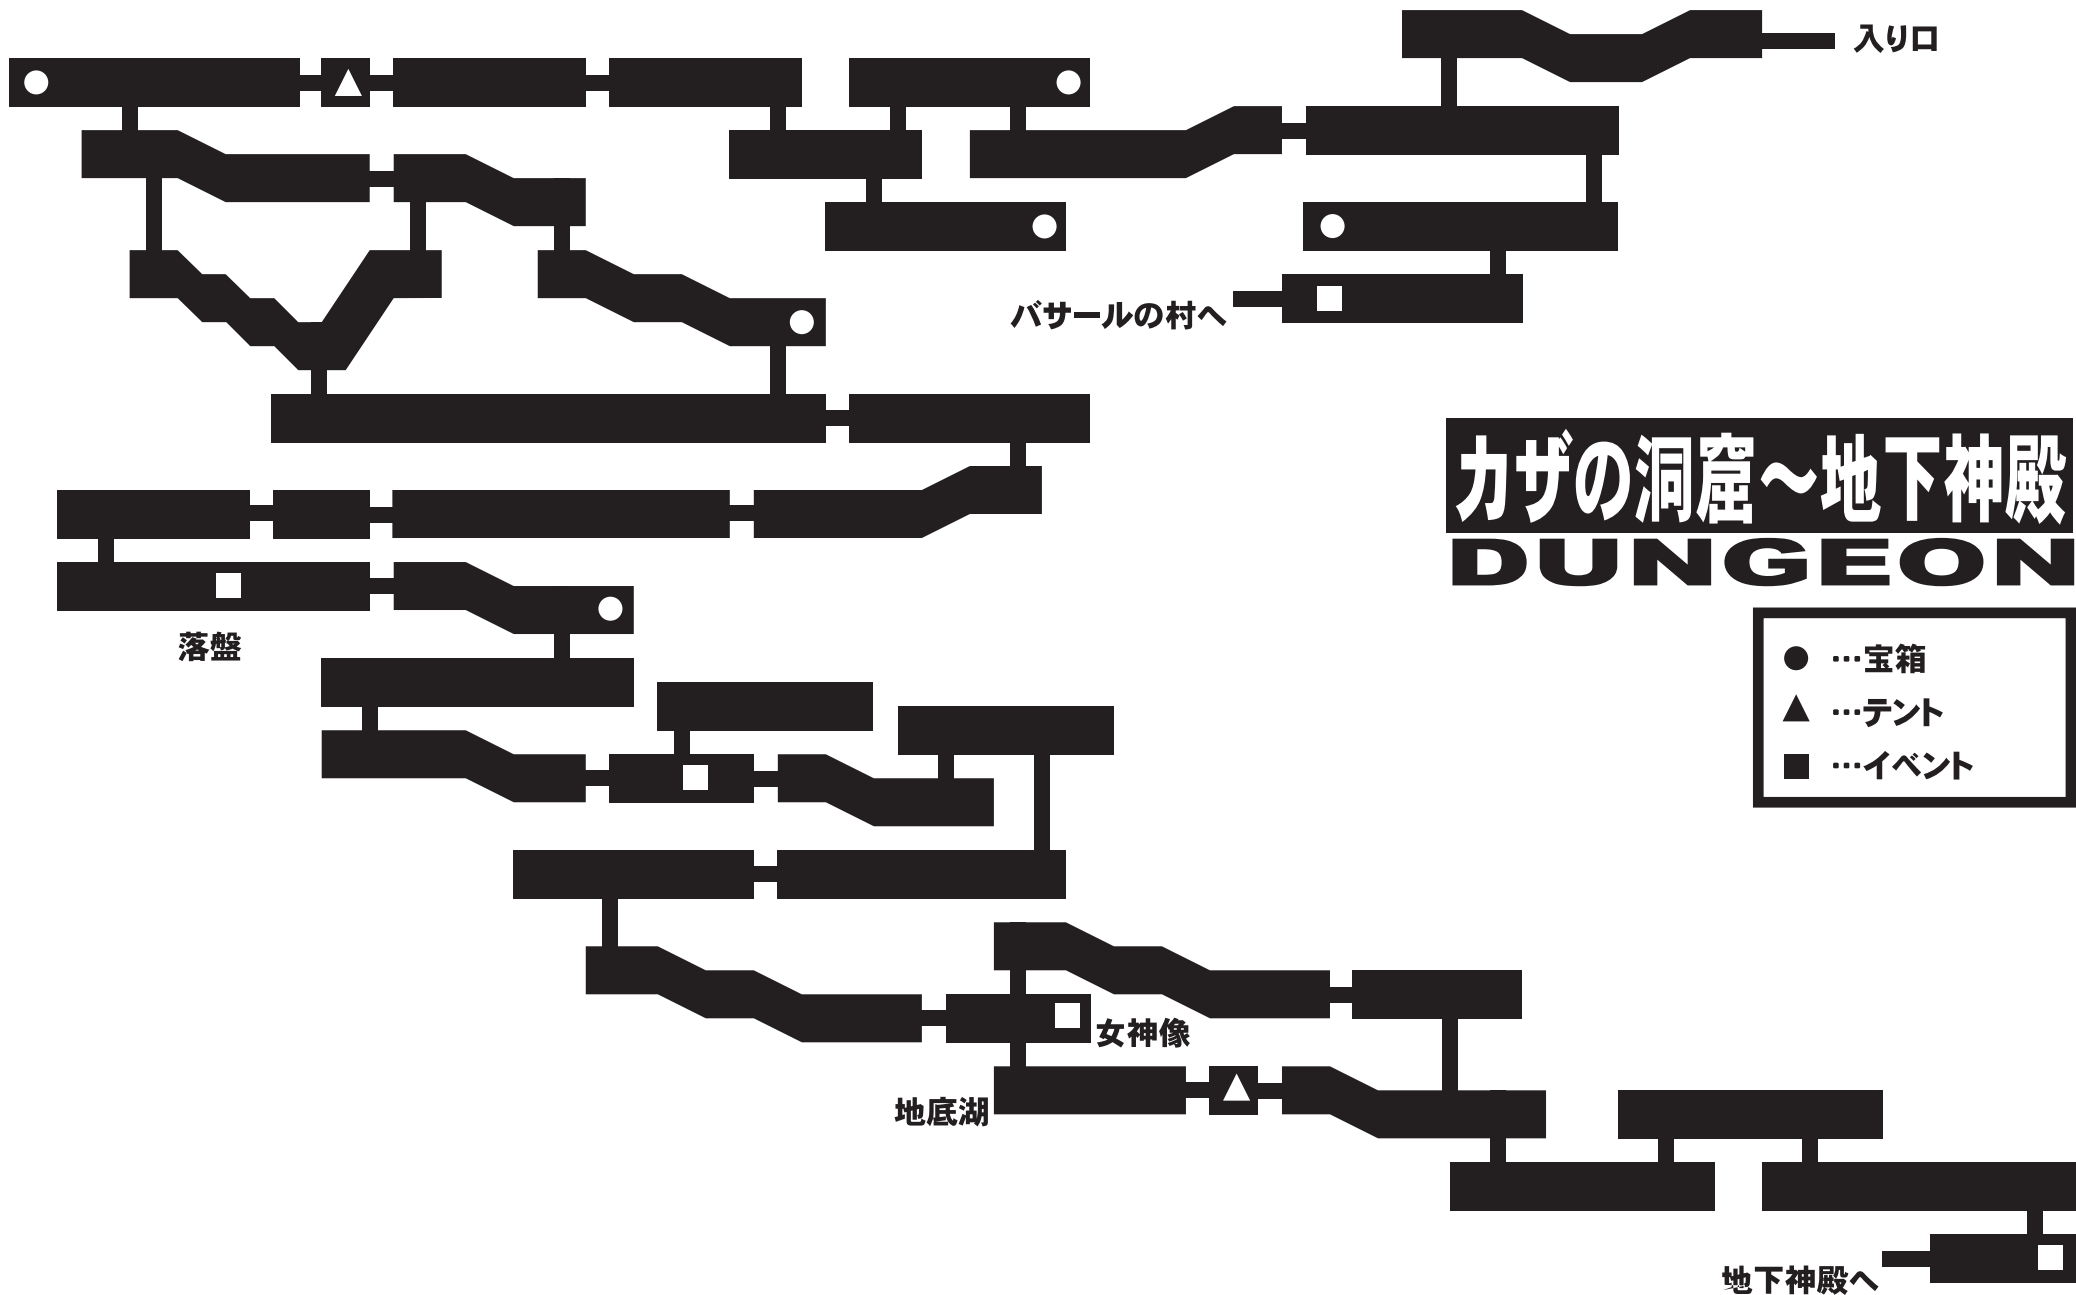 入り口
バサールの村へ
カザの洞窟～地下神殿
DUNGEON
落盤
…宝箱
…テント
…イベント
女神像
地底湖
地下神殿へ